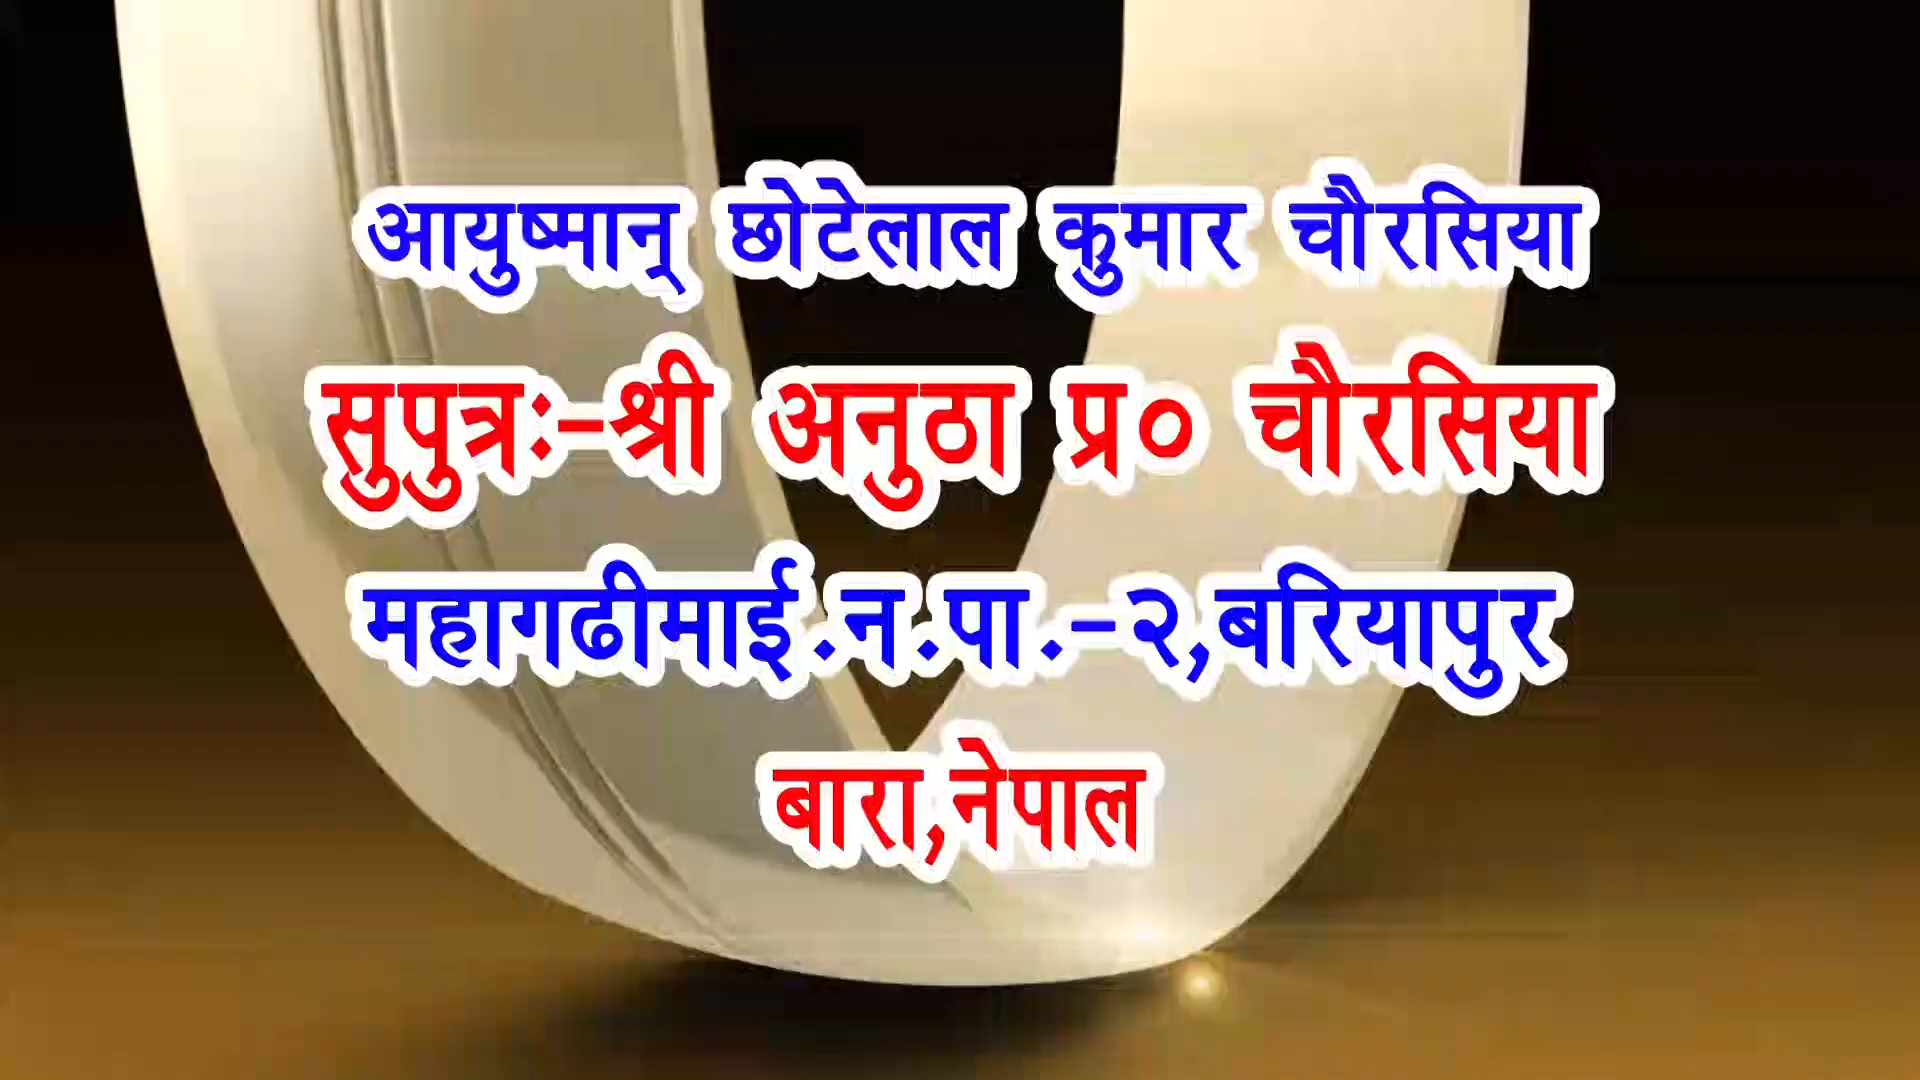 आयुष्मान् छोटेलाल कुमार चौरसिया
सुपुत्रः-श्री अनुठा प्र० चौरसिया
महागढीमाई.न.पा.-२,बरियापुर
बारा,नेपाल